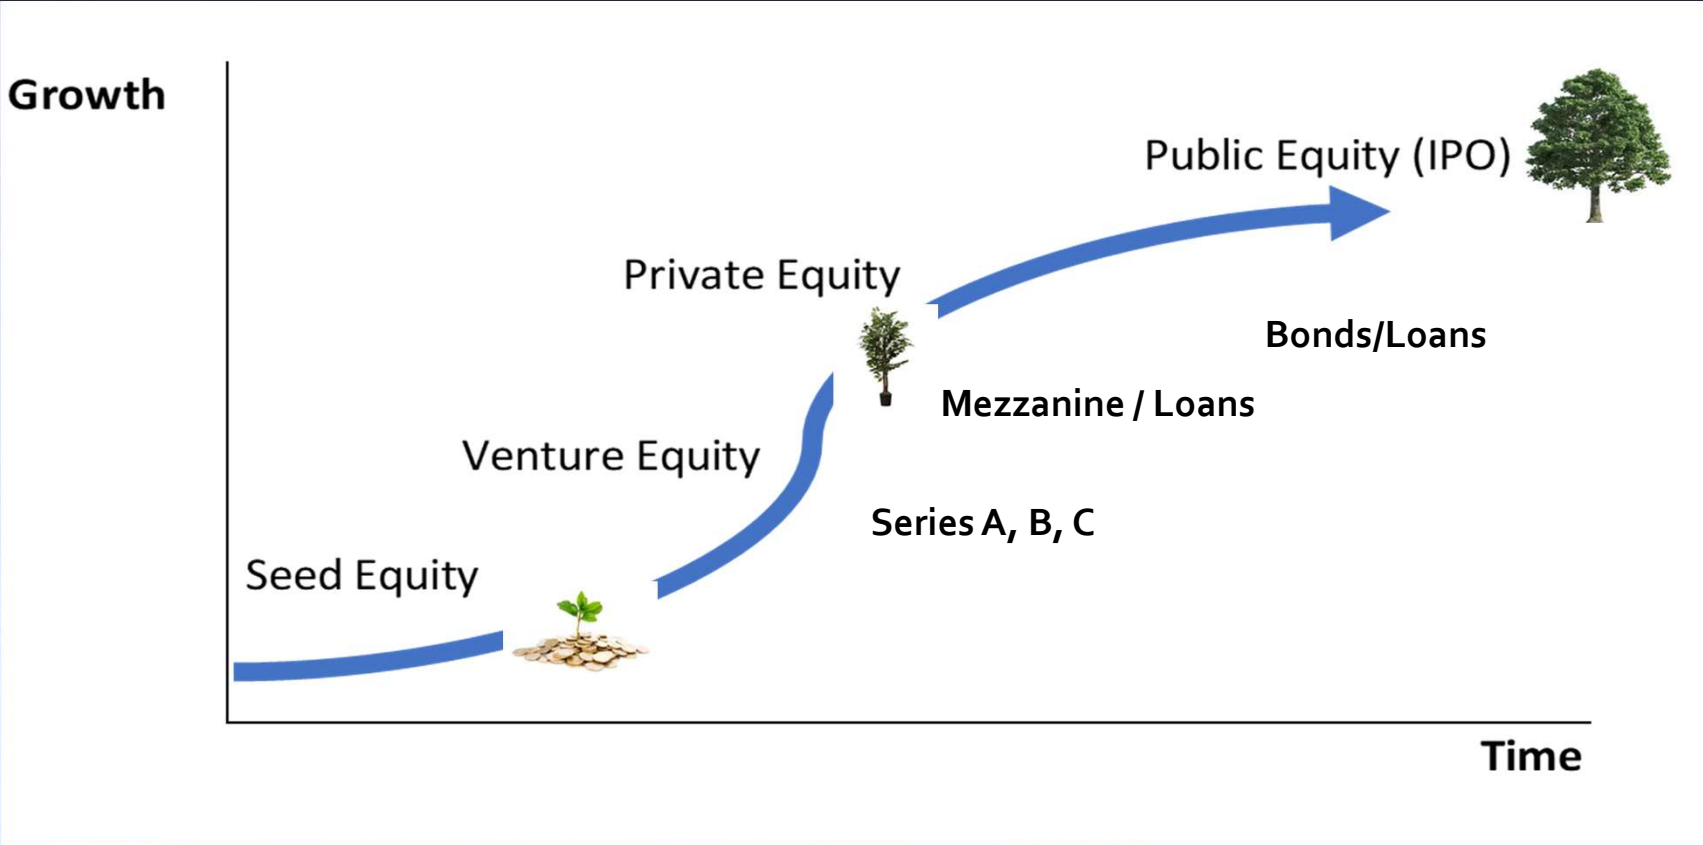 Growth
Public Equity (IPO)
Private Equity
Bonds/Loans
Mezzanine / Loans
Venture Equity
Series A, B, C
Seed Equity
Time